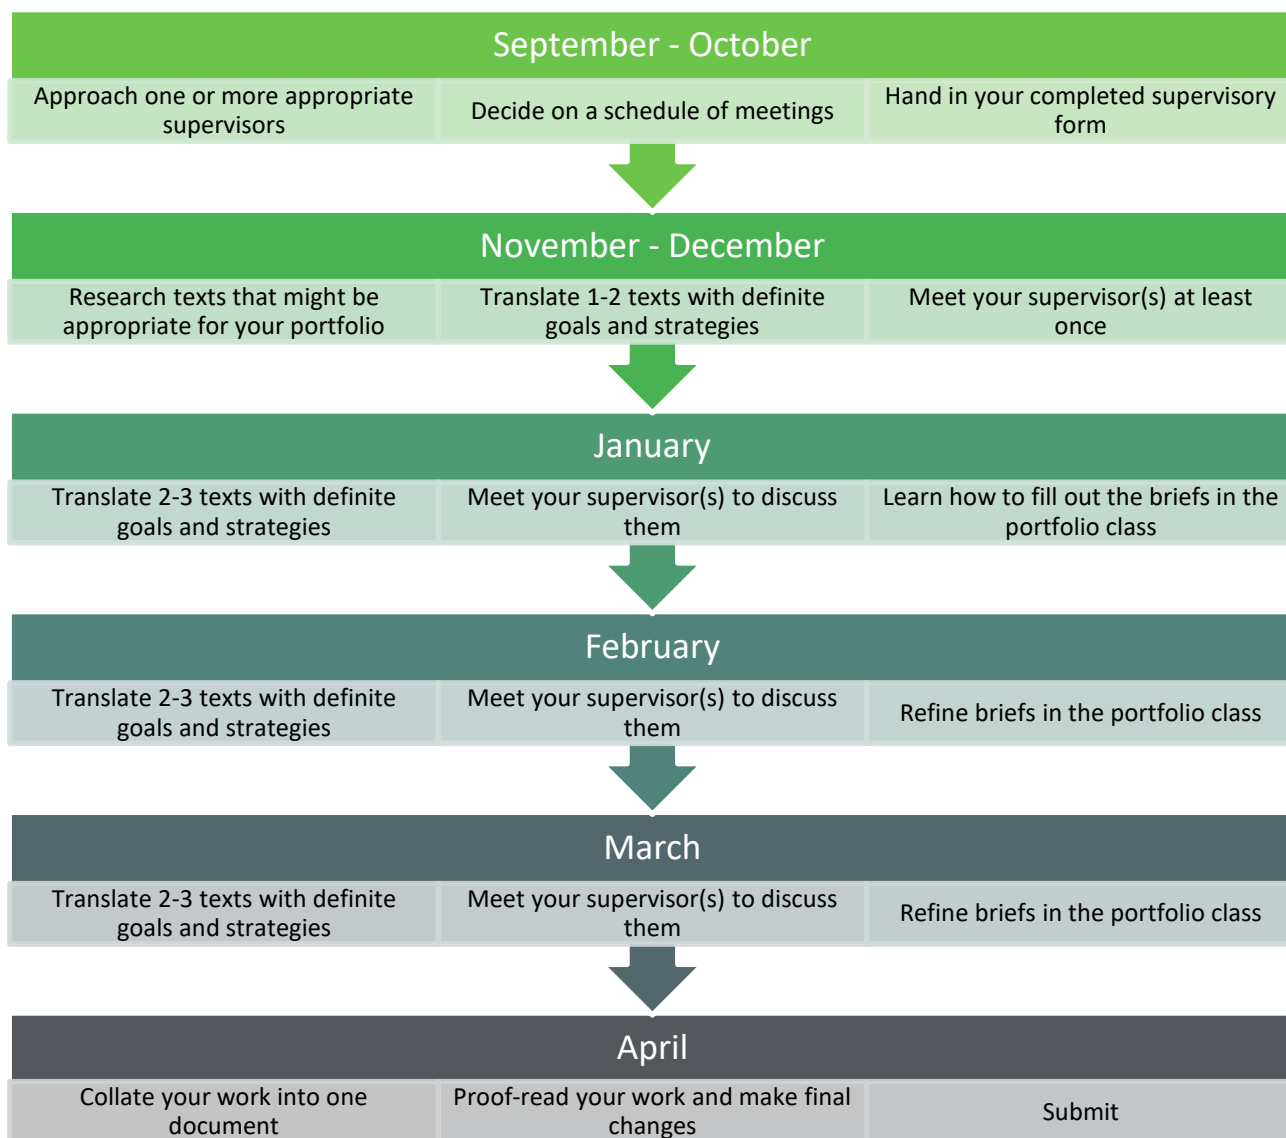 September - October
Approach one or more appropriate
supervisors
Decide on a schedule of meetings
Hand in your completed supervisory
form
November - December
Research texts that might be
appropriate for your portfolio
Translate 1-2 texts with definite
goals and strategies
Meet your supervisor(s) at least
once
January
Translate 2-3 texts with definite
goals and strategies
Meet your supervisor(s) to discuss
them
Learn how to fill out the briefs in the
portfolio class
February
Translate 2-3 texts with definite
goals and strategies
Meet your supervisor(s) to discuss
them
Refine briefs in the portfolio class
March
Translate 2-3 texts with definite
goals and strategies
Meet your supervisor(s) to discuss
them
Refine briefs in the portfolio class
April
Collate your work into one
document
Proof-read your work and make final
changes
Submit